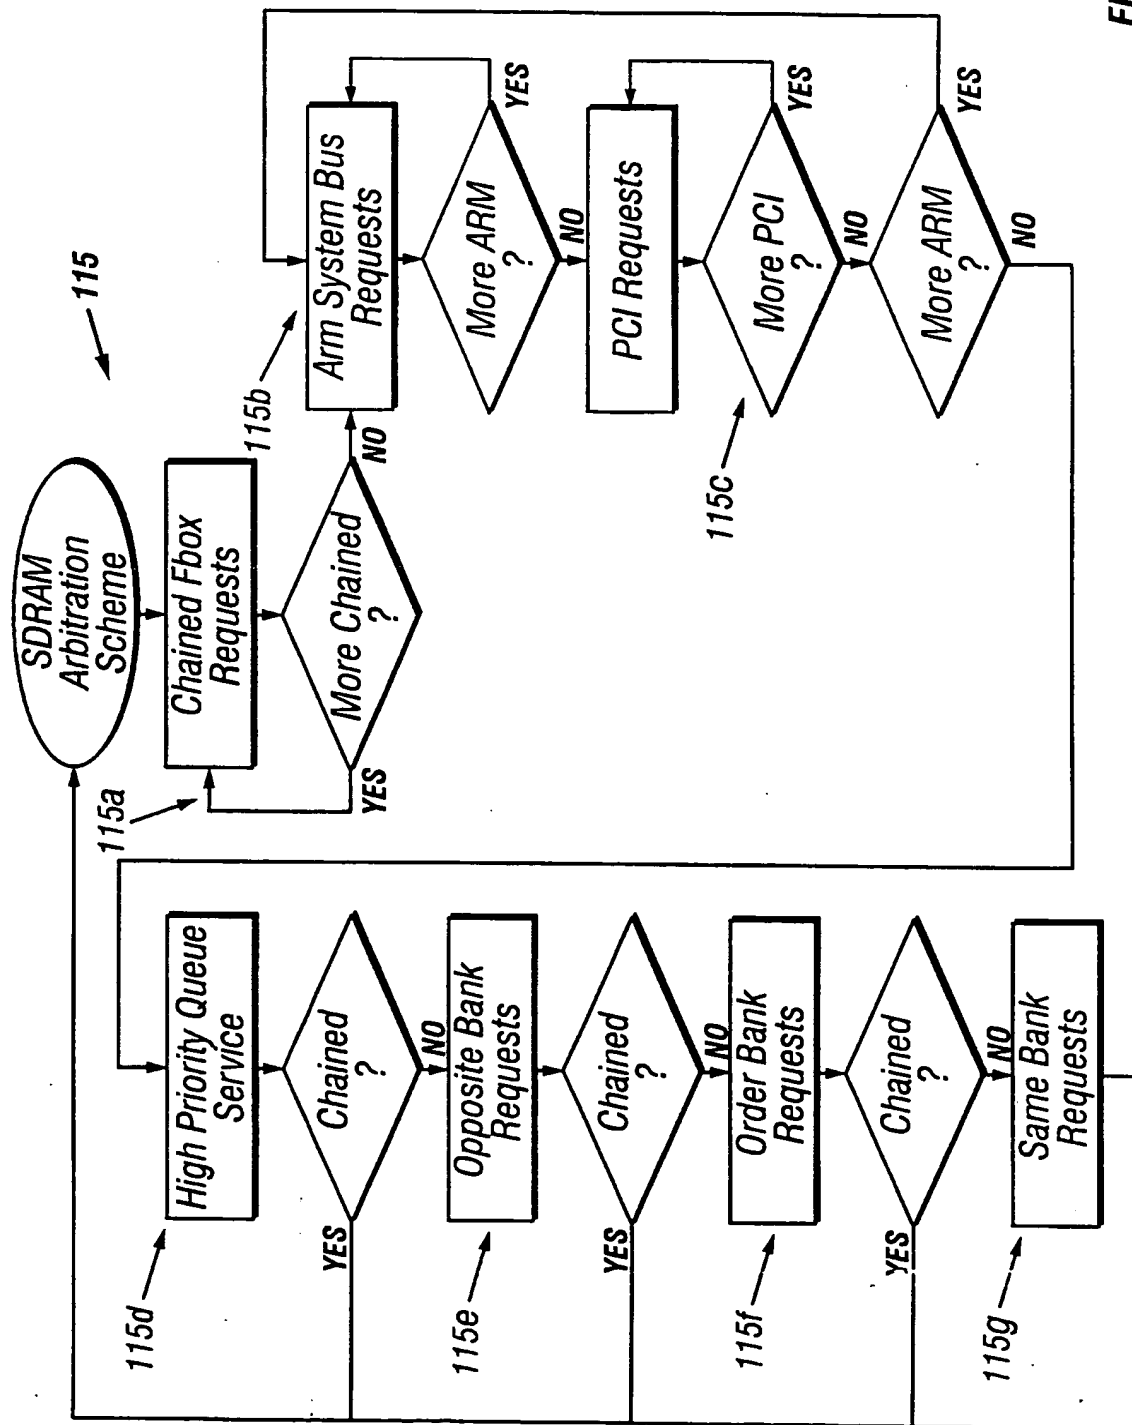 SDRAM
Arbitration
Scheme
115
115a
Chained Fbox
Requests
More Chained
?
YES
NO
115b
Arm System Bus
Requests
More ARM
?
YES
NO
PCI Requests
115c
More PCI
?
YES
NO
More ARM
?
YES
NO
115d
High Priority Queue
Service
Chained
?
YES
NO
115e
Opposite Bank
Requests
Chained
?
YES
NO
115f
Order Bank
Requests
Chained
?
YES
NO
115g
Same Bank
Requests